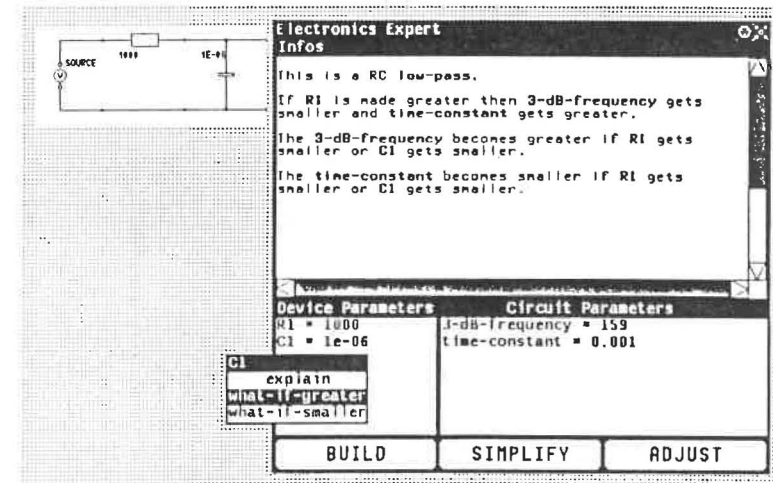 SOURCE
V
1000
1E-06
Electronics Expert
Infos
This is a RC low-pass.
If R1 is made greater then 3-dB-frequency gets
smaller and time-constant gets greater.
The 3-dB-frequency becomes greater if R1 gets
smaller or C1 gets smaller.
The time-constant becomes smaller if R1 gets
smaller or C1 gets smaller.
Device Parameters
Circuit Parameters
R1 = 1000
C1 = 1e-06
3-dB-frequency = 159
time-constant = 0.001
C1
explain
what-if-greater
what-if-smaller
BUILD
SIMPLIFY
ADJUST